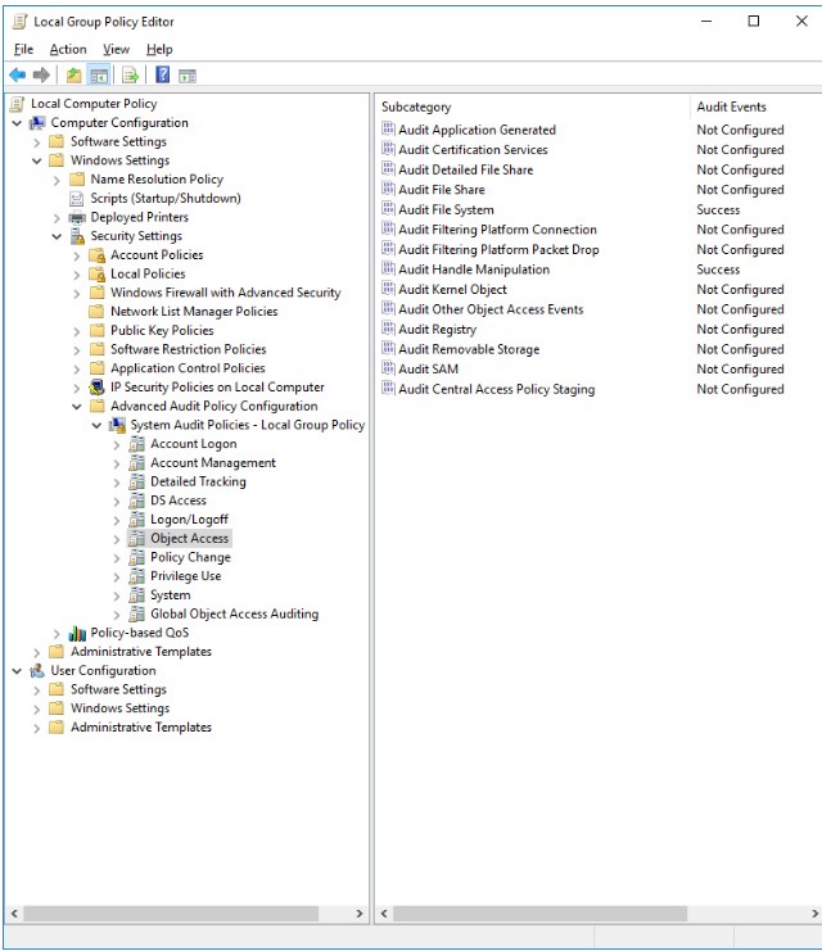 Local Group Policy Editor
File Action View Help
Local Computer Policy
Computer Configuration
Software Settings
Windows Settings
Name Resolution Policy
Scripts (Startup/Shutdown)
Deployed Printers
Security Settings
Account Policies
Local Policies
Windows Firewall with Advanced Security
Network List Manager Policies
Public Key Policies
Software Restriction Policies
Application Control Policies
IP Security Policies on Local Computer
Advanced Audit Policy Configuration
System Audit Policies - Local Group Policy
Account Logon
Account Management
Detailed Tracking
DS Access
Logon/Logoff
Object Access
Policy Change
Privilege Use
System
Global Object Access Auditing
Policy-based QoS
Administrative Templates
User Configuration
Software Settings
Windows Settings
Administrative Templates
Subcategory Audit Events
Audit Application Generated Not Configured
Audit Certification Services Not Configured
Audit Detailed File Share Not Configured
Audit File Share Not Configured
Audit File System Success
Audit Filtering Platform Connection Not Configured
Audit Filtering Platform Packet Drop Not Configured
Audit Handle Manipulation Success
Audit Kernel Object Not Configured
Audit Other Object Access Events Not Configured
Audit Registry Not Configured
Audit Removable Storage Not Configured
Audit SAM Not Configured
Audit Central Access Policy Staging Not Configured